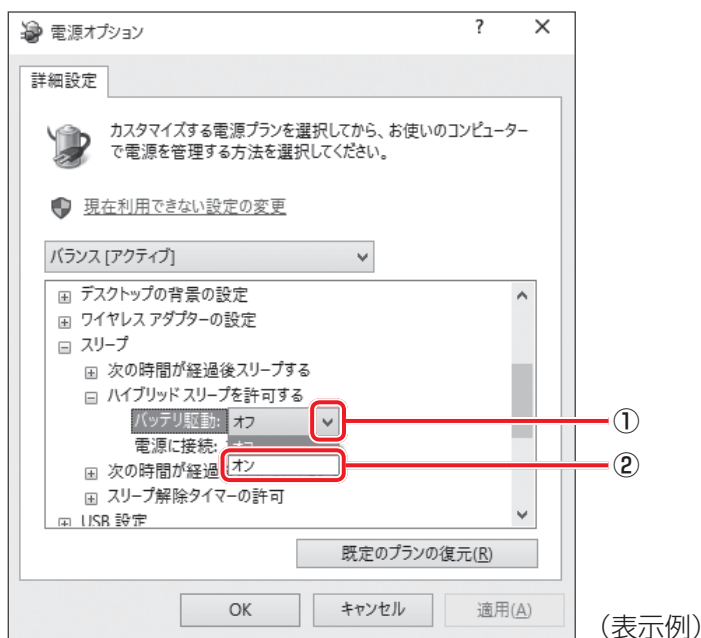 電源オプション
?
×
詳細設定
カスタマイズする電源プランを選択してから、お使いのコンピューター
で電源を管理する方法を選択してください。
現在利用できない設定の変更
バランス [アクティブ]
デスクトップの背景の設定
ワイヤレス アダプターの設定
スリープ
次の時間が経過後スリープする
ハイブリッド スリープを許可する
バッテリ駆動: オフ
①
電源に接続:
次の時間が経過
オン
②
スリープ解除タイマーの許可
USB 設定
既定のプランの復元(R)
OK
キャンセル
適用(A)
(表示例)